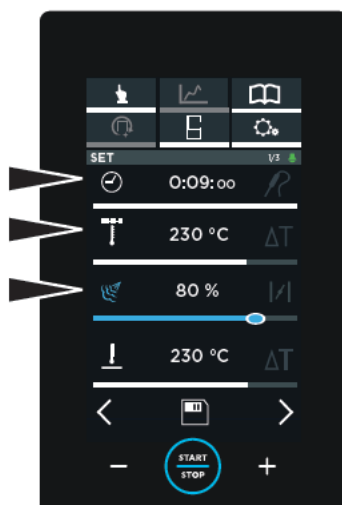 SET 1/3
0:09:00
230 °C ΔT
80 %
230 °C ΔT
− START STOP +